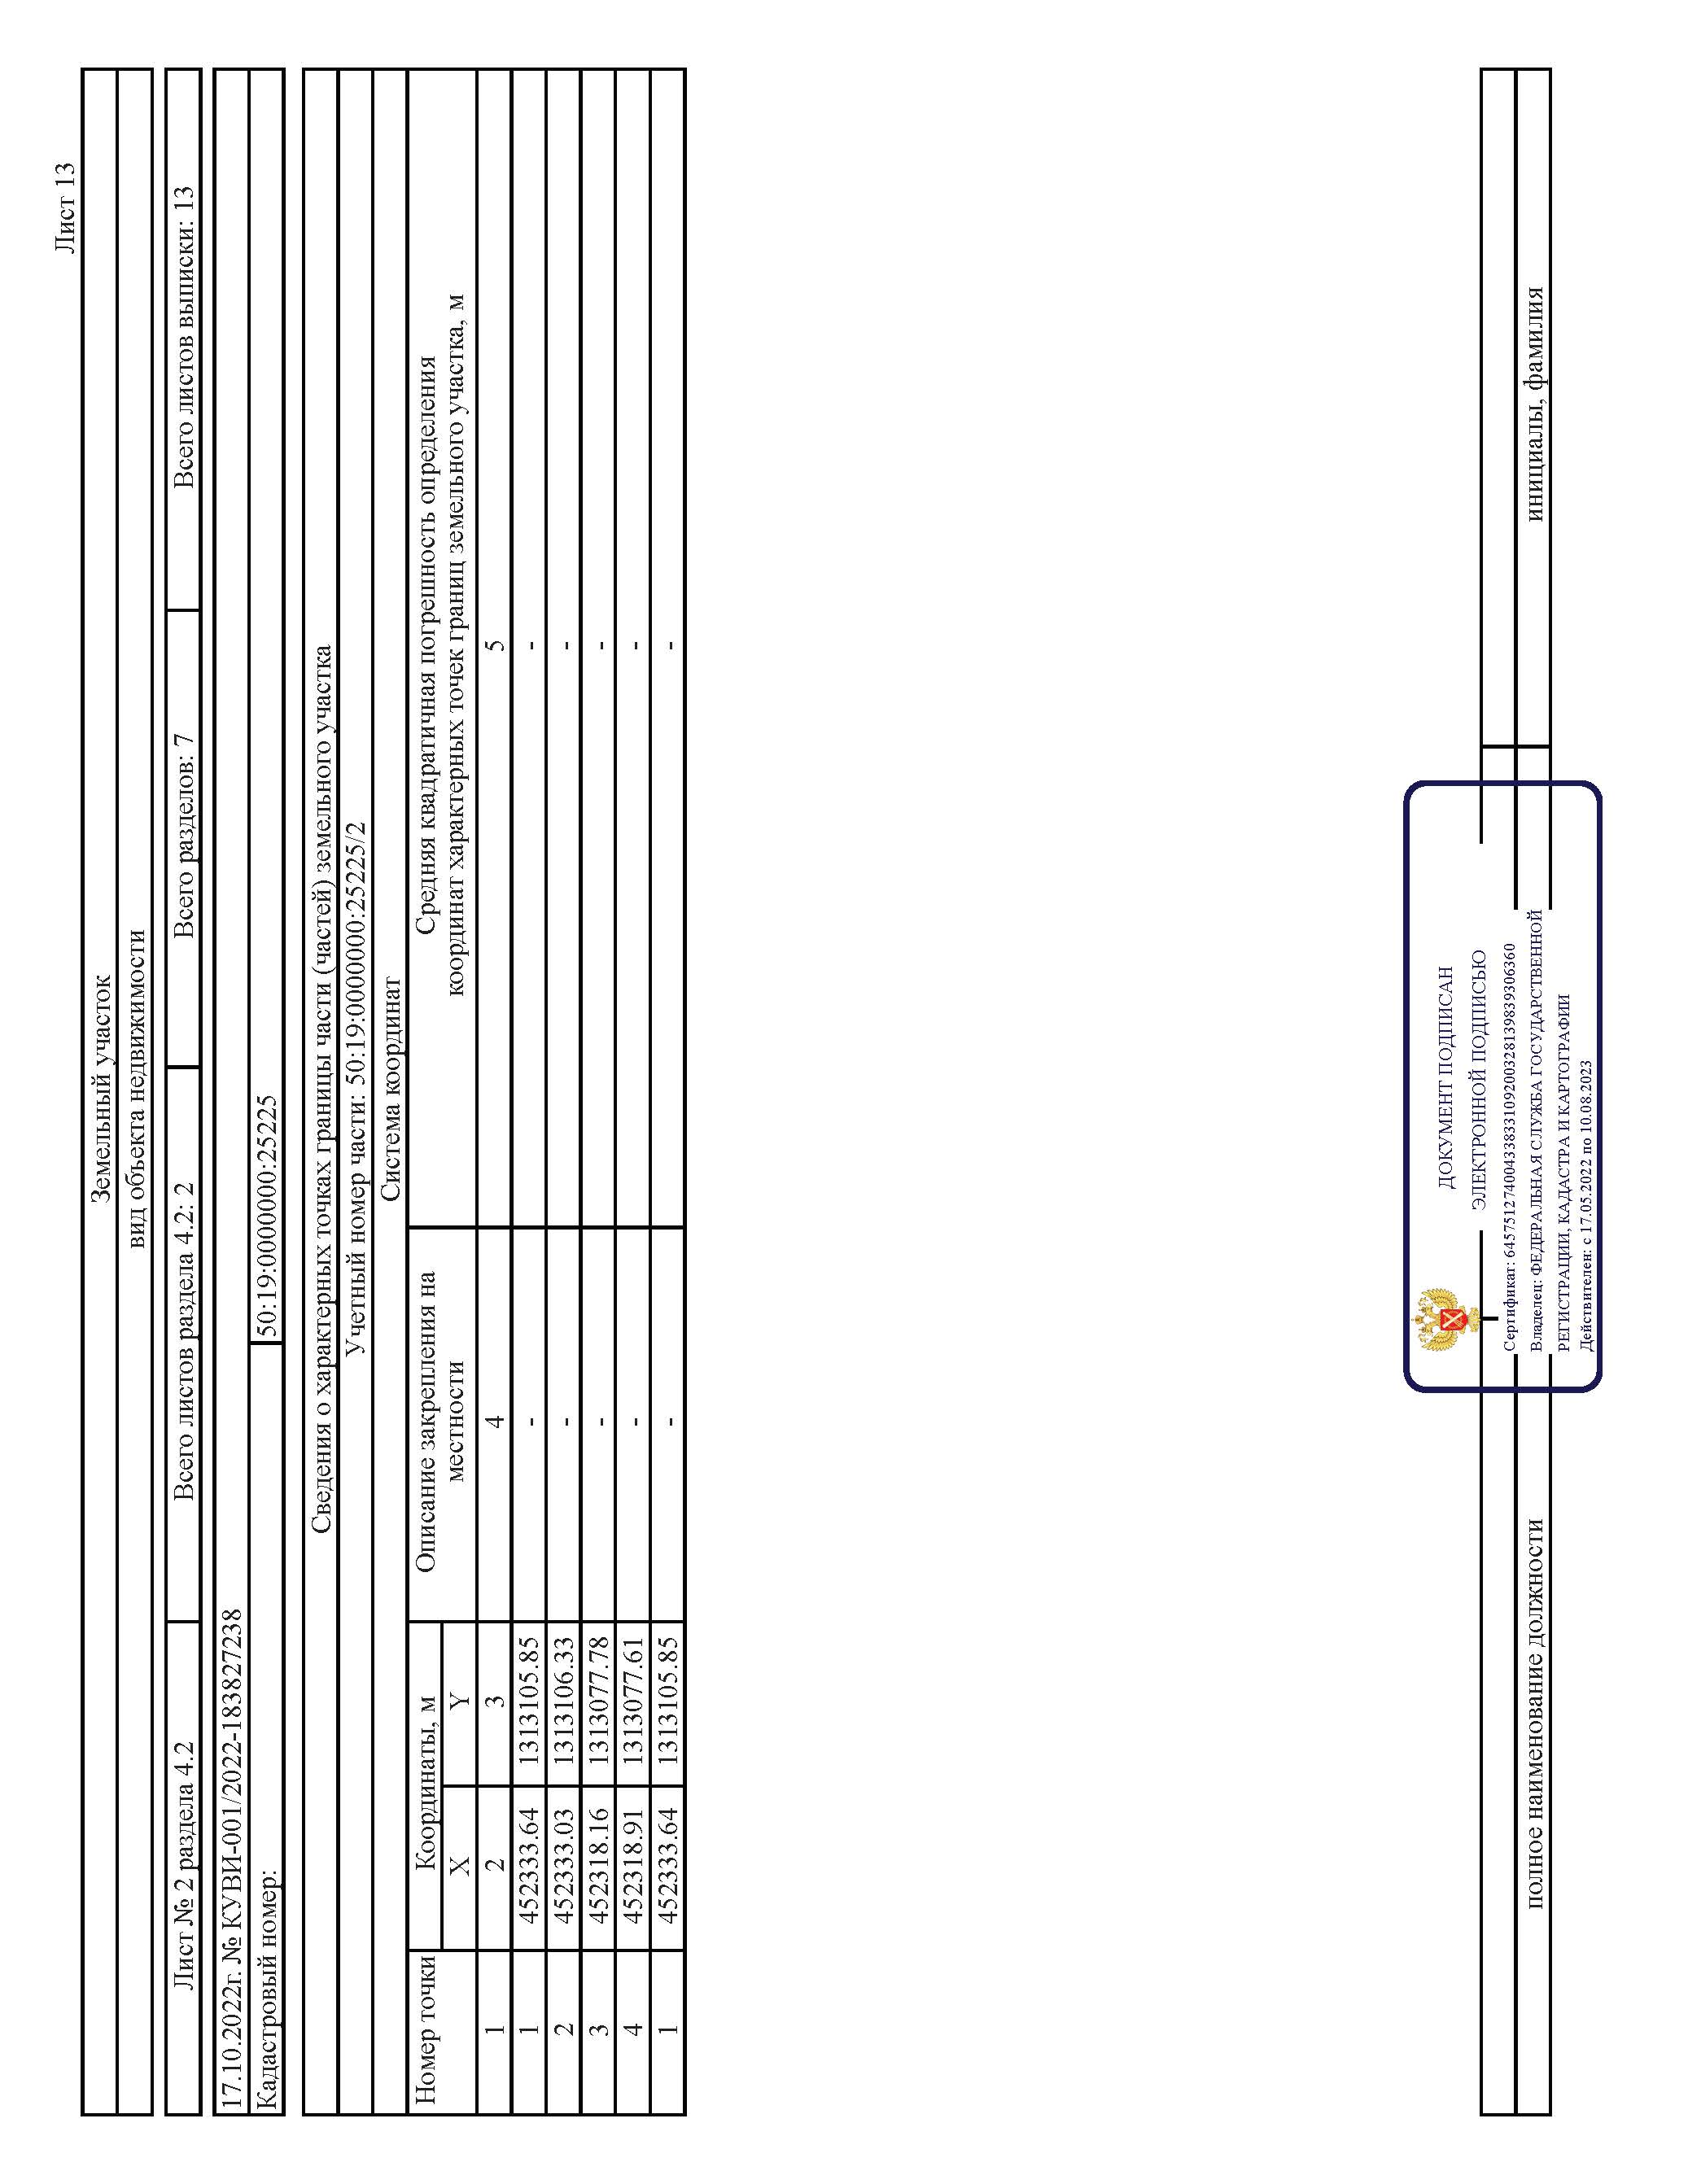 Лист 13
Земельный участок
вид объекта недвижимости
Лист № 2 раздела 4.2 Всего листов раздела 4.2: 2 Всего разделов: 7 Всего листов выписки: 13
17.10.2022г. № КУВИ-001/2022-183827238
Кадастровый номер: 50:19:0000000:25225
Сведения о характерных точках границы части (частей) земельного участка
Учетный номер части: 50:19:0000000:25225/2
Система координат
Номер точки Координаты, м Описание закрепления на Средняя квадратичная погрешность определения
X Y местности координат характерных точек границ земельного участка, м
1 2 3 4 5
1 452333.64 1313105.85 - -
2 452333.03 1313106.33 - -
3 452318.16 1313077.78 - -
4 452318.91 1313077.61 - -
1 452333.64 1313105.85 - -
ДОКУМЕНТ ПОДПИСАН
ЭЛЕКТРОННОЙ ПОДПИСЬЮ
Сертификат: 64575127400433833109200328139839306360
Владелец: ФЕДЕРАЛЬНАЯ СЛУЖБА ГОСУДАРСТВЕННОЙ
РЕГИСТРАЦИИ, КАДАСТРА И КАРТОГРАФИИ
Действителен: с 17.05.2022 по 10.08.2023
полное наименование должности инициалы, фамилия